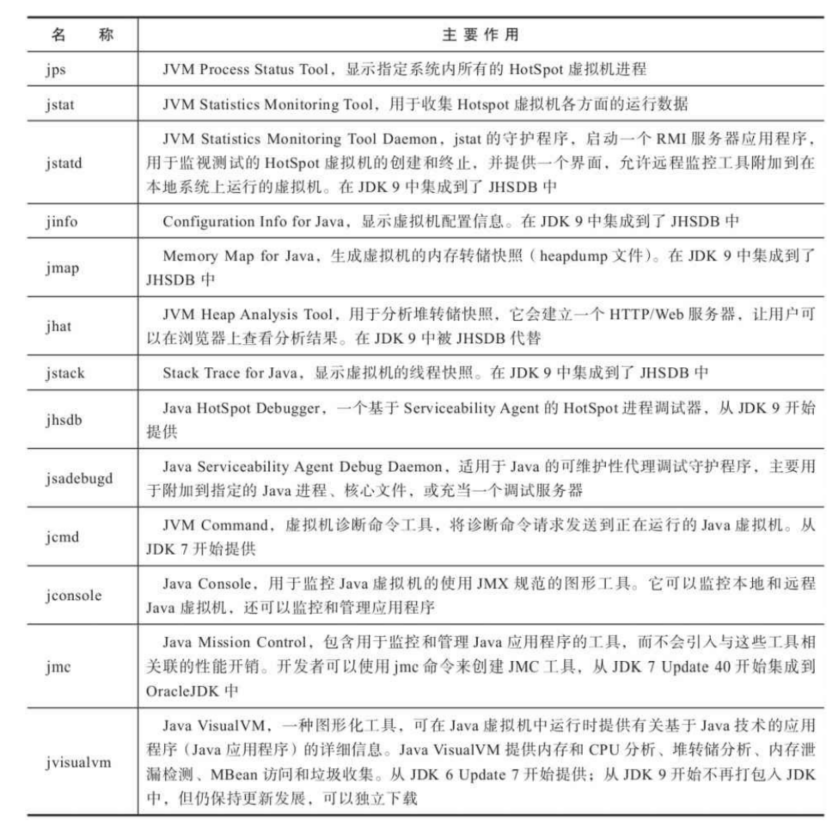 名 称 主 要 作 用
jps JVM Process Status Tool，显示指定系统内所有的 HotSpot 虚拟机进程
jstat JVM Statistics Monitoring Tool，用于收集 Hotspot 虚拟机各方面的运行数据
JVM Statistics Monitoring Tool Daemon，jstat 的守护程序，启动一个 RMI 服务器应用程序，
jstatd 用于监视测试的 HotSpot 虚拟机的创建和终止，并提供一个界面，允许远程监控工具附加到在
本地系统上运行的虚拟机。在 JDK 9 中集成到了 JHSDB 中
jinfo Configuration Info for Java，显示虚拟机配置信息。在 JDK 9 中集成到了 JHSDB 中
jmap Memory Map for Java，生成虚拟机的内存转储快照（heapdump 文件）。在 JDK 9 中集成到了
JHSDB 中
jhat JVM Heap Analysis Tool，用于分析堆转储快照，它会建立一个 HTTP/Web 服务器，让用户可
以在浏览器上查看分析结果。在 JDK 9 中被 JHSDB 代替
jstack Stack Trace for Java，显示虚拟机的线程快照。在 JDK 9 中集成到了 JHSDB 中
jhsdb Java HotSpot Debugger，一个基于 Serviceability Agent 的 HotSpot 进程调试器，从 JDK 9 开始
提供
jsadebugd Java Serviceability Agent Debug Daemon，适用于 Java 的可维护性代理调试守护程序，主要用
于附加到指定的 Java 进程、核心文件，或充当一个调试服务器
jcmd JVM Command，虚拟机诊断命令工具，将诊断命令请求发送到正在运行的 Java 虚拟机。从
JDK 7 开始提供
jconsole Java Console，用于监控 Java 虚拟机的使用 JMX 规范的图形工具。它可以监控本地和远程
Java 虚拟机，还可以监控和管理应用程序
Java Mission Control，包含用于监控和管理 Java 应用程序的工具，而不会引入与这些工具相
jmc 关联的性能开销。开发者可以使用 jmc 命令来创建 JMC 工具，从 JDK 7 Update 40 开始集成到
OracleJDK 中
Java VisualVM，一种图形化工具，可在 Java 虚拟机中运行时提供有关基于 Java 技术的应用
程序（Java 应用程序）的详细信息。Java VisualVM 提供内存和 CPU 分析、堆转储分析、内存泄
jvisualvm 漏检测、MBean 访问和垃圾收集。从 JDK 6 Update 7 开始提供；从 JDK 9 开始不再打包入 JDK
中，但仍保持更新发展，可以独立下载